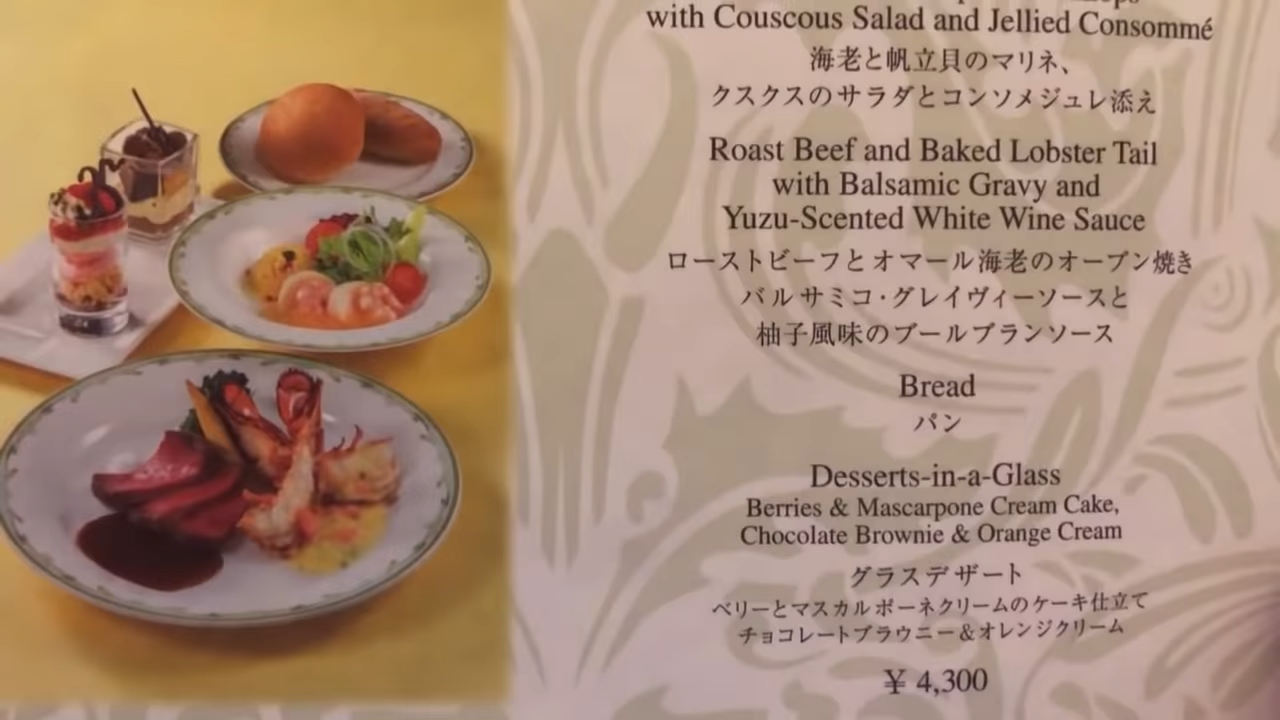 with Couscous Salad and Jellied Consommé
海老と帆立貝のマリネ、
クスクスのサラダとコンソメジュレ添え
Roast Beef and Baked Lobster Tail
with Balsamic Gravy and
Yuzu-Scented White Wine Sauce
ローストビーフとオマール海老のオーブン焼き
バルサミコ・グレイヴィーソースと
柚子風味のブールブランソース
Bread
パン
Desserts-in-a-Glass
Berries & Mascarpone Cream Cake,
Chocolate Brownie & Orange Cream
グラスデザート
ベリーとマスカルポーネクリームのケーキ仕立て
チョコレートブラウニー＆オレンジクリーム
¥ 4,300